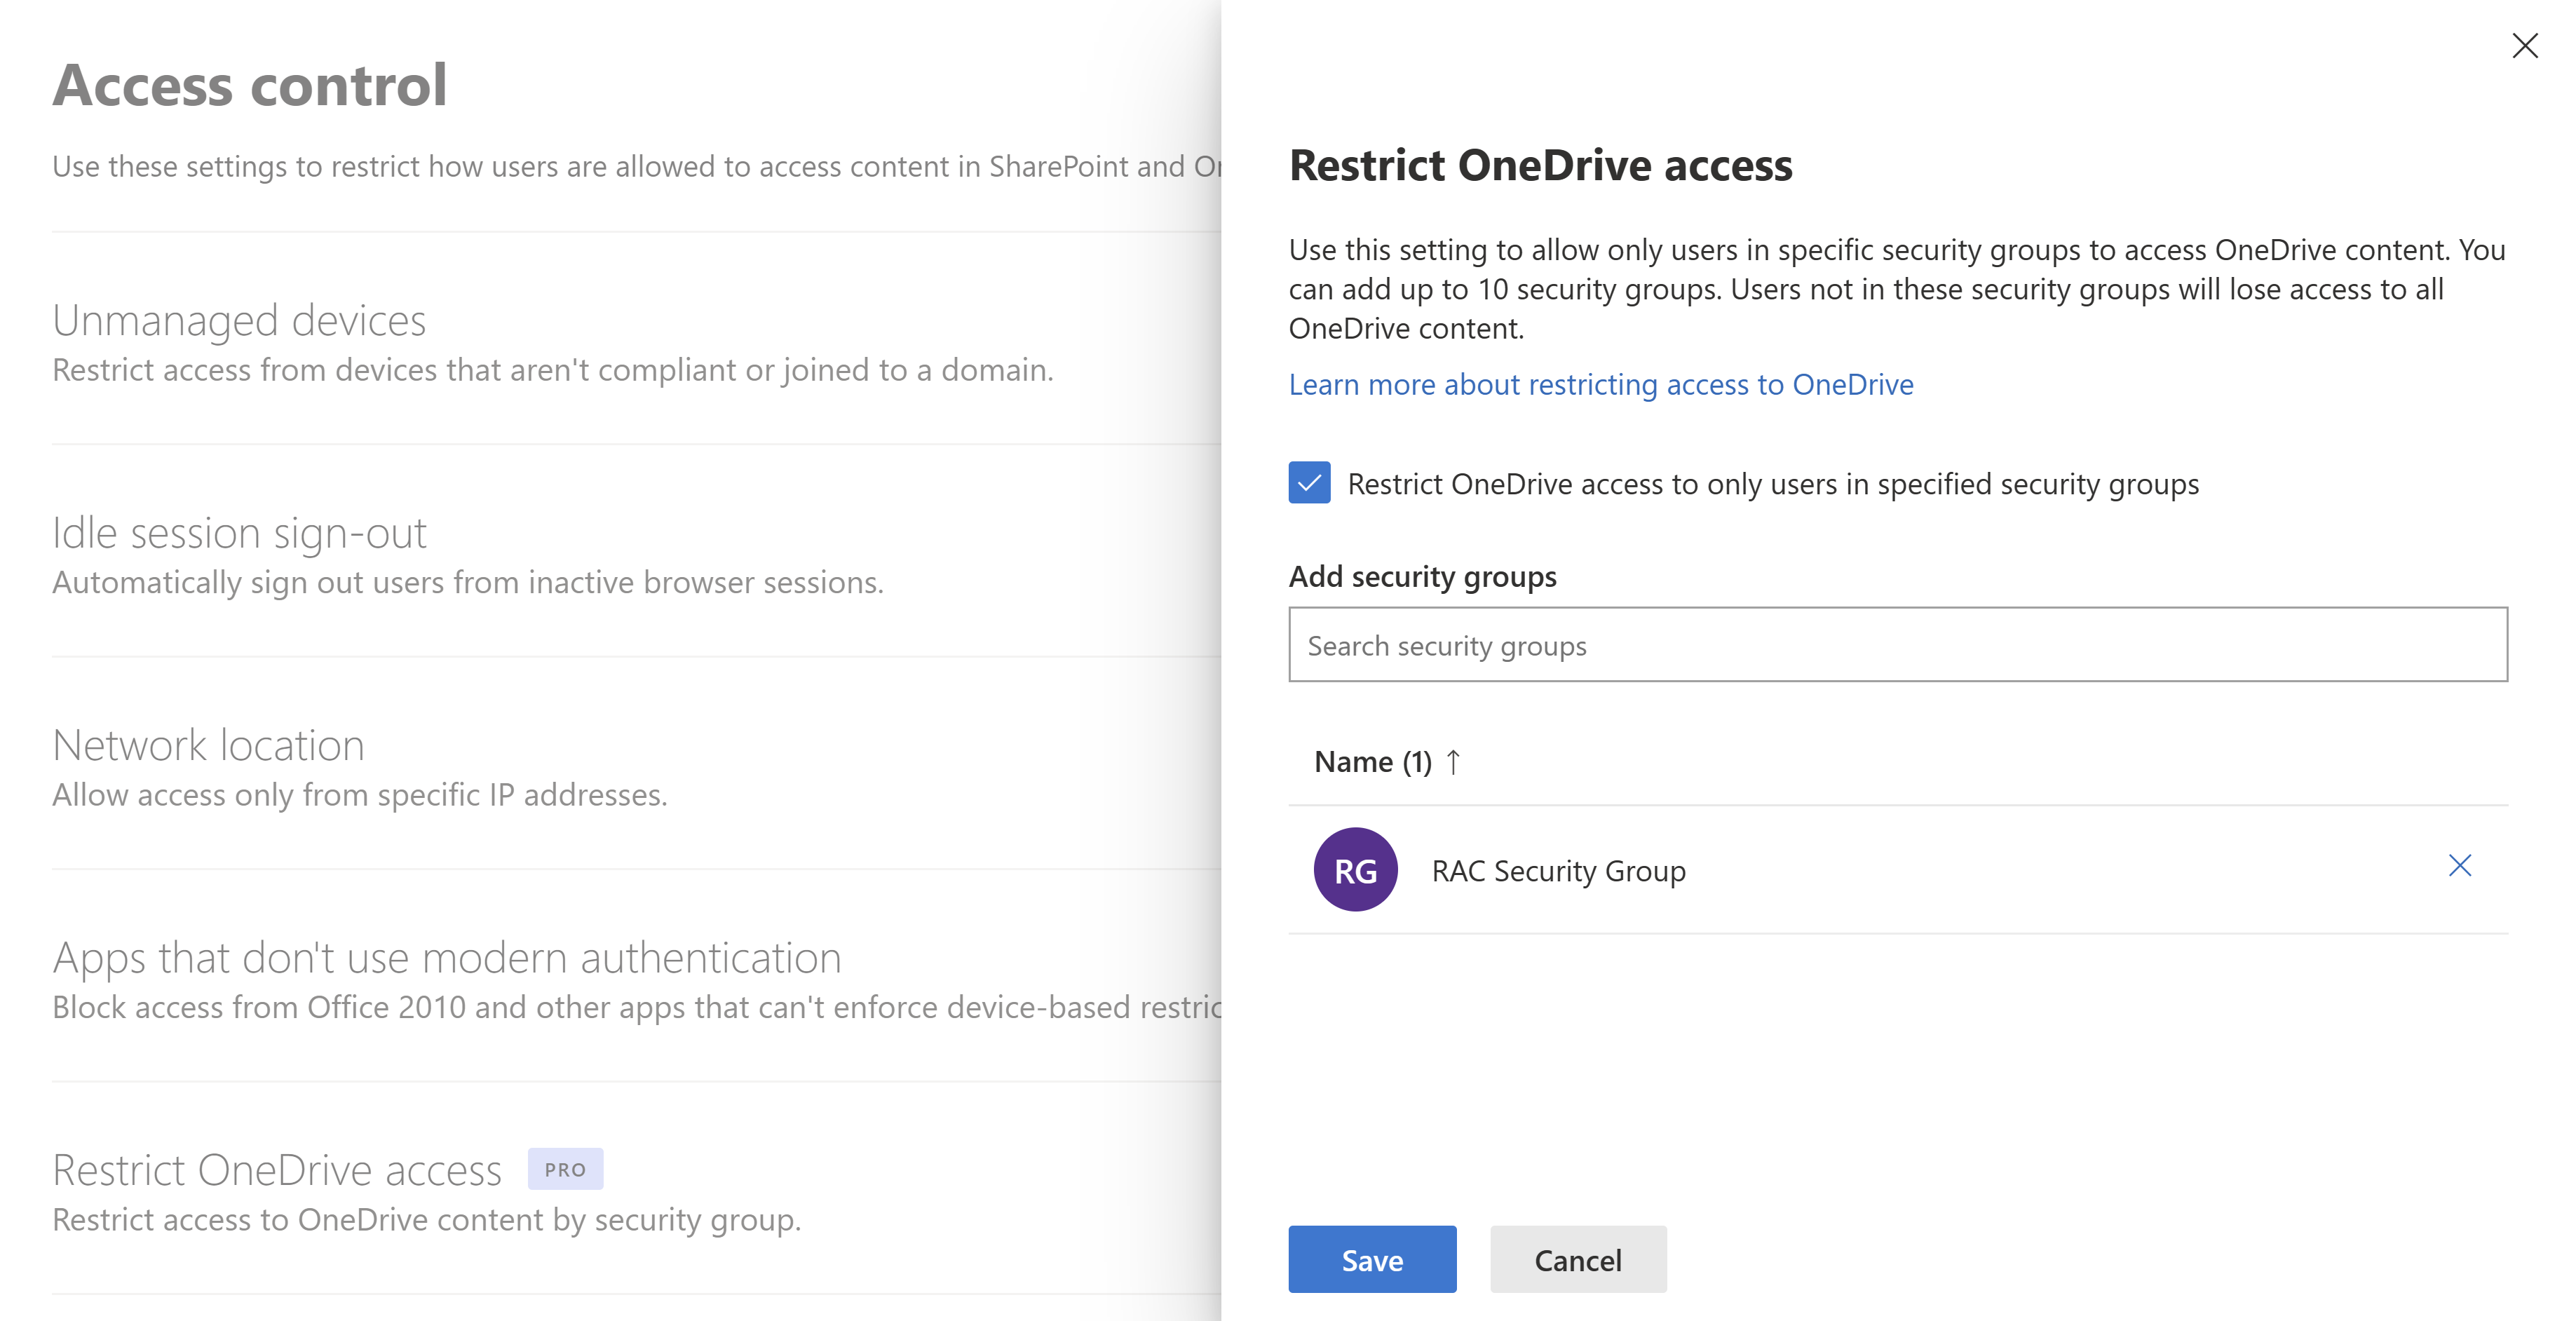 Access control
Use these settings to restrict how users are allowed to access content in SharePoint and
Unmanaged devices
Restrict access from devices that aren't compliant or joined to a domain.
Idle session sign-out
Automatically sign out users from inactive browser sessions.
Network location
Allow access only from specific IP addresses.
Apps that don't use modern authentication
Block access from Office 2010 and other apps that can't enforce device-based
Restrict OneDrive access PRO
Restrict access to OneDrive content by security group.
Restrict OneDrive access
Use this setting to allow only users in specific security groups to access OneDrive content. You
can add up to 10 security groups. Users not in these security groups will lose access to all
OneDrive content.
Learn more about restricting access to OneDrive
Restrict OneDrive access to only users in specified security groups
Add security groups
Search security groups
Name (1) ↑
RG RAC Security Group
Save Cancel